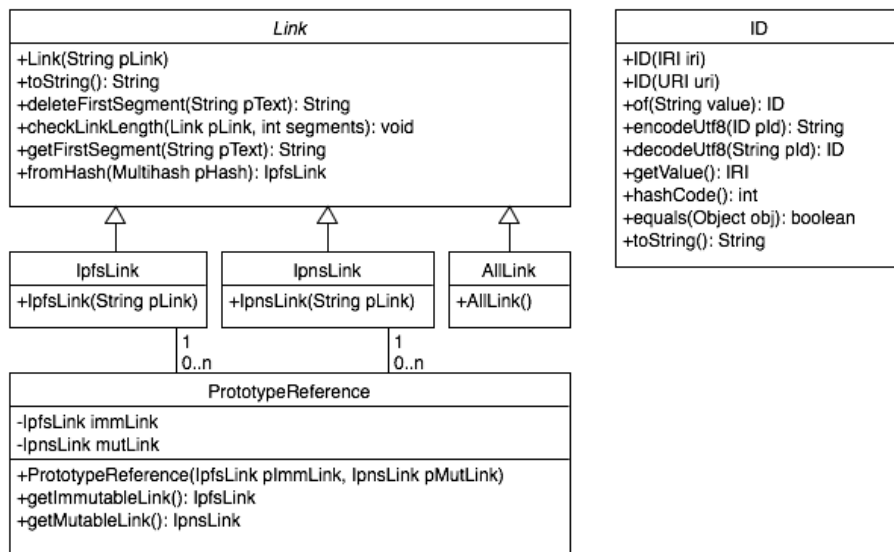 Link
+Link(String pLink)
+toString(): String
+deleteFirstSegment(String pText): String
+checkLinkLength(Link pLink, int segments): void
+getFirstSegment(String pText): String
+fromHash(Multihash pHash): IpfsLink
ID
+ID(IRI iri)
+ID(URI uri)
+of(String value): ID
+encodeUtf8(ID pId): String
+decodeUtf8(String pId): ID
+getValue(): IRI
+hashCode(): int
+equals(Object obj): boolean
+toString(): String
IpfsLink
+IpfsLink(String pLink)
IpnsLink
+IpnsLink(String pLink)
AllLink
+AllLink()
1
0..n
1
0..n
PrototypeReference
-IpfsLink immLink
-IpnsLink mutLink
+PrototypeReference(IpfsLink pImmLink, IpnsLink pMutLink)
+getImmutableLink(): IpfsLink
+getMutableLink(): IpnsLink